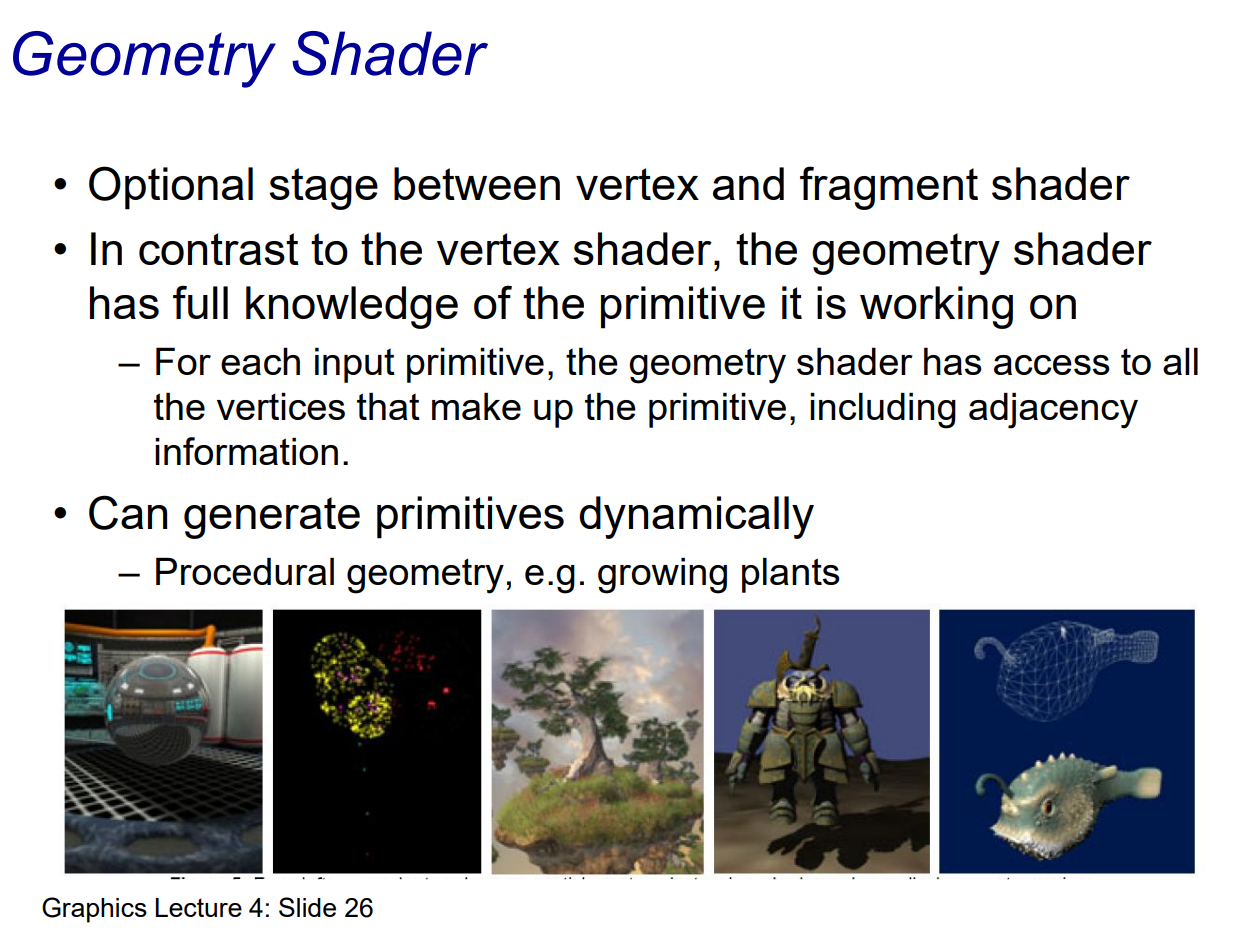 Geometry Shader
• Optional stage between vertex and fragment shader
• In contrast to the vertex shader, the geometry shader
has full knowledge of the primitive it is working on
– For each input primitive, the geometry shader has access to all
the vertices that make up the primitive, including adjacency
information.
• Can generate primitives dynamically
– Procedural geometry, e.g. growing plants
Graphics Lecture 4: Slide 26